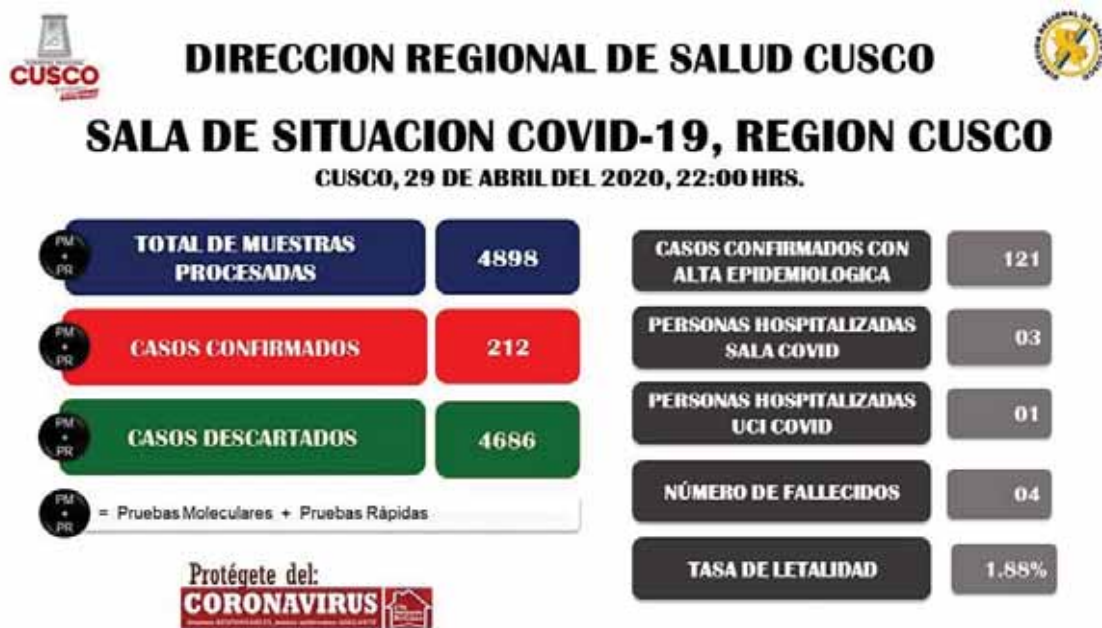 CUSCO
DIRECCION REGIONAL DE SALUD CUSCO
SALA DE SITUACION COVID-19, REGION CUSCO
CUSCO, 29 DE ABRIL DEL 2020, 22:00 HRS.
PM
+
PR
TOTAL DE MUESTRAS
PROCESADAS
4898
PM
+
PR
CASOS CONFIRMADOS
212
PM
+
PR
CASOS DESCARTADOS
4686
PM
+
PR
= Pruebas Moleculares + Pruebas Rápidas
CASOS CONFIRMADOS CON
ALTA EPIDEMIOLOGICA
121
PERSONAS HOSPITALIZADAS
SALA COVID
03
PERSONAS HOSPITALIZADAS
UCI COVID
01
NÚMERO DE FALLECIDOS
04
TASA DE LETALIDAD
1.88%
Protégete del:
CORONAVIRUS